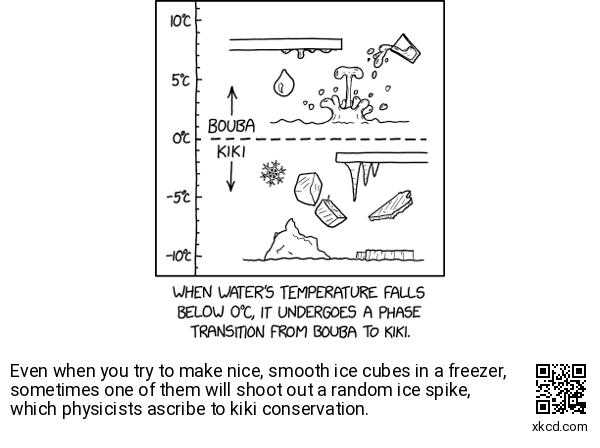 10°C
5°C
BOUBA
0°C
KIKI
-5°C
-10°C
WHEN WATER'S TEMPERATURE FALLS
BELOW 0°C, IT UNDERGOES A PHASE
TRANSITION FROM BOUBA TO KIKI.
Even when you try to make nice, smooth ice cubes in a freezer,
sometimes one of them will shoot out a random ice spike,
which physicists ascribe to kiki conservation.
xkcd.com